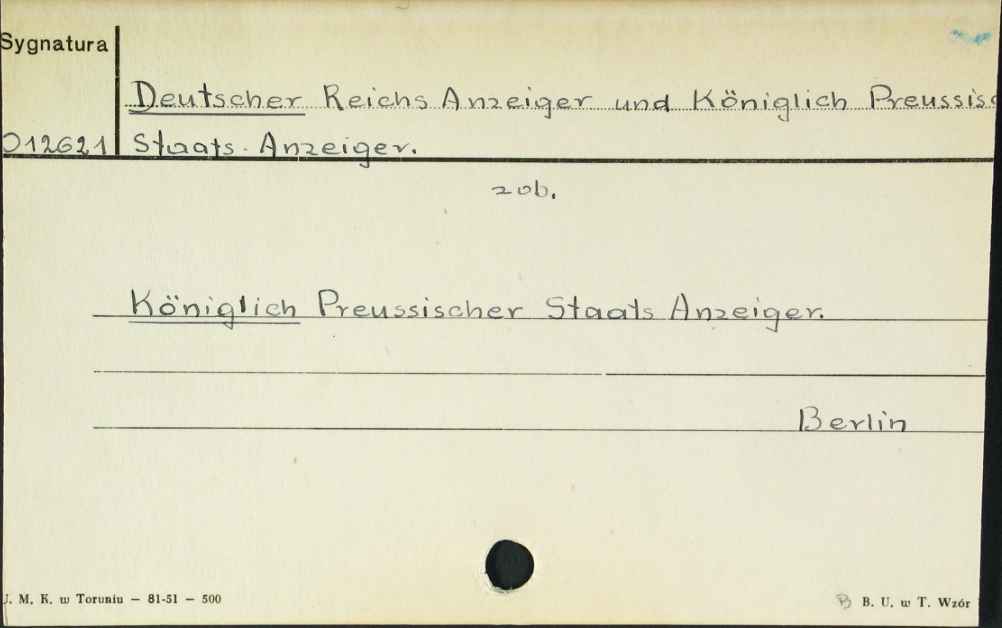 Sygnatura
Deutscher Reichs Anzeiger und Königlich Preussisc
012621 Staats-Anzeiger.
zob.
Königlich Preussischer Staats Anzeiger.
Berlin
J. M. K. w Toruniu — 81-51 — 500
B B. U. w T. Wzór